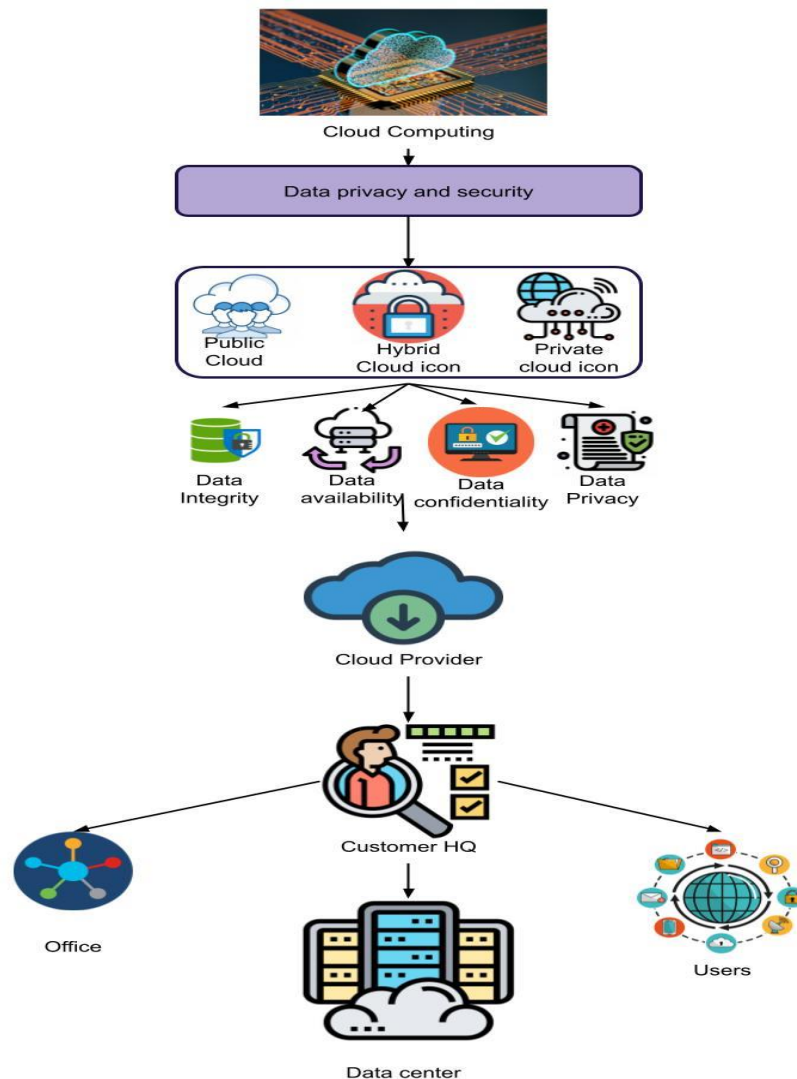 Cloud Computing
Data privacy and security
Public
Cloud
Hybrid
Cloud icon
Private
cloud icon
Data
Integrity
Data
availability
Data
confidentiality
Data
Privacy
Cloud Provider
Customer HQ
Office
Users
Data center